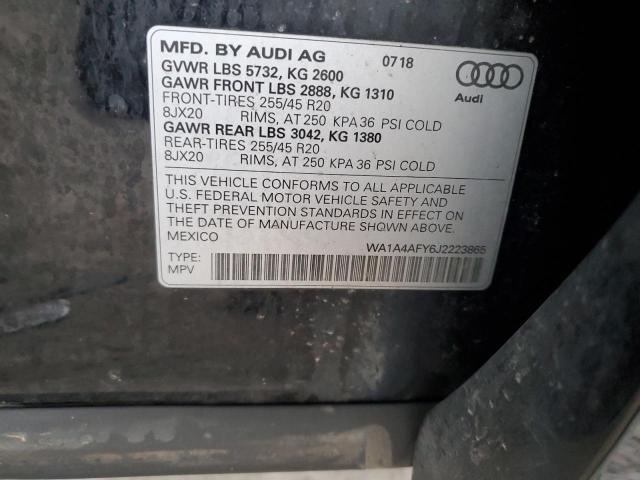 MFD. BY AUDI AG 07 18
GVWR LBS 5732, KG 2600
GAWR FRONT LBS 2888, KG 1310
FRONT-TIRES 255/45 R20
8JX20 RIMS, AT 250 KPA 36 PSI COLD
GAWR REAR LBS 3042, KG 1380
REAR-TIRES 255/45 R20
8JX20 RIMS, AT 250 KPA 36 PSI COLD
Audi
THIS VEHICLE CONFORMS TO ALL APPLICABLE
U.S. FEDERAL MOTOR VEHICLE SAFETY AND
THEFT PREVENTION STANDARDS IN EFFECT ON
THE DATE OF MANUFACTURE SHOWN ABOVE.
MEXICO
WA1A4AFY6J2223865
TYPE:
MPV